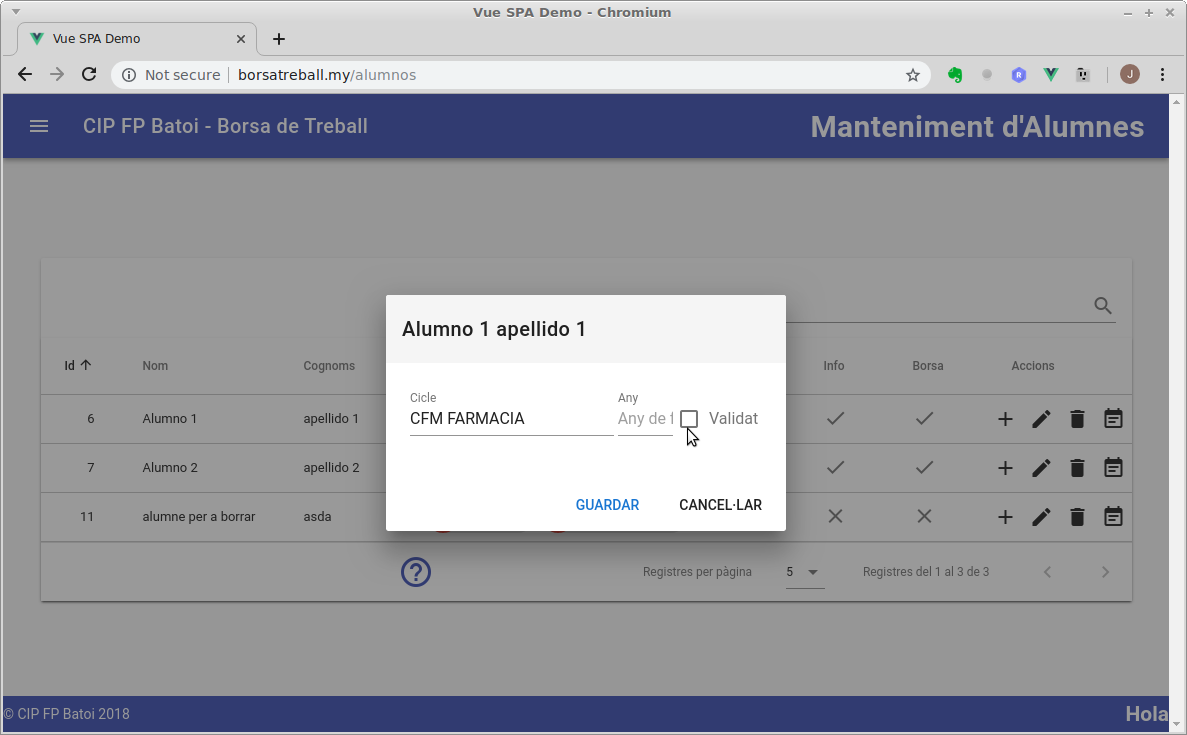 Vue SPA Demo - Chromium
Vue SPA Demo
Not secure borsatreball.my/alumnos
J
CIP FP Batoi - Borsa de Treball
Manteniment d'Alumnes
Id Nom Cognoms Info Borsa Accions
6 Alumno 1 apellido 1
7 Alumno 2 apellido 2
11 alumne per a borrar asda
Alumno 1 apellido 1
Cicle Any
CFM FARMACIA Any de Validat
GUARDAR CANCEL·LAR
Registres per pàgina 5 Registres del 1 al 3 de 3
© CIP FP Batoi 2018
Hola